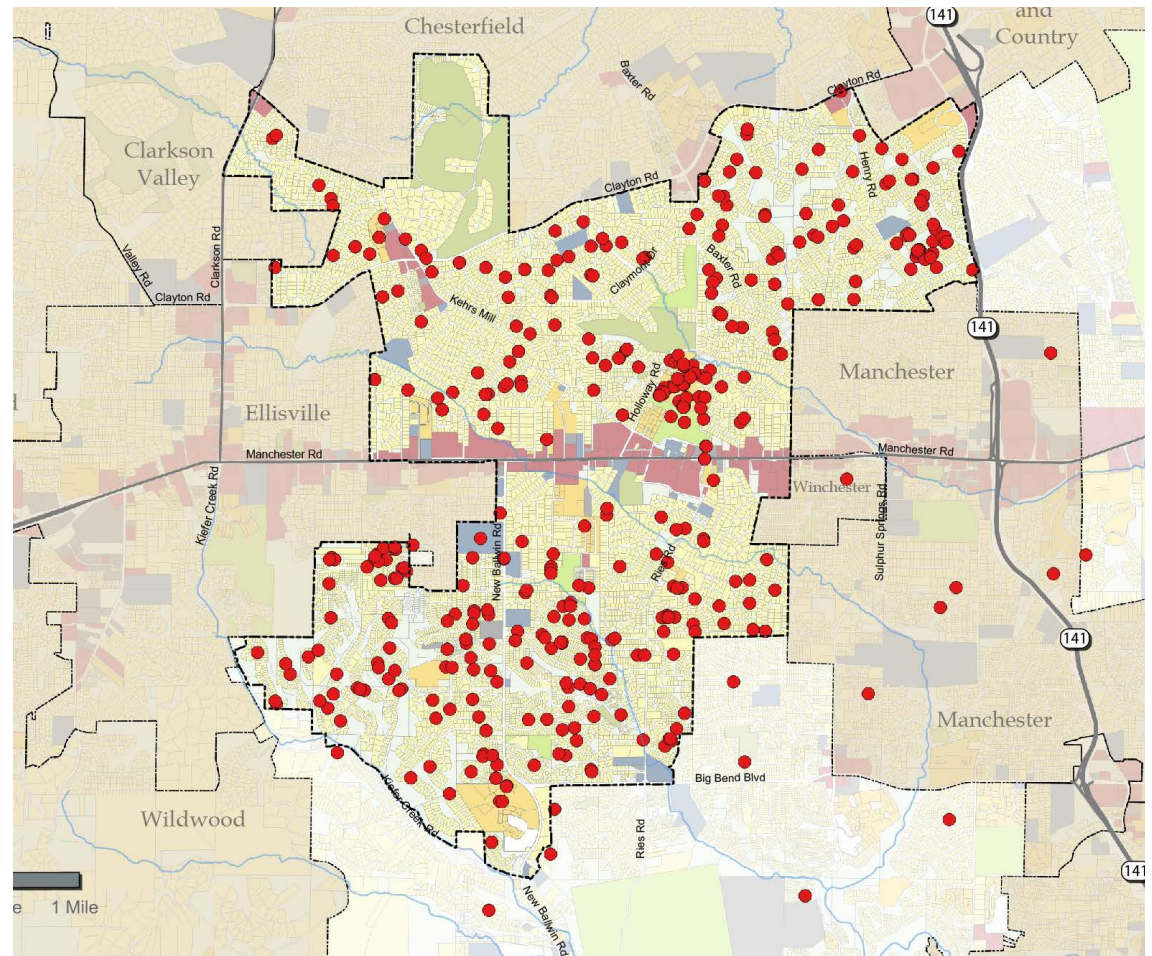 141
and
Country
Chesterfield
Baxter Rd
Clayton Rd
Clarkson
Valley
Henry Rd
Clayton Rd
Valley Rd
Clarkson Rd
Claymont Dr
Baxter Rd
Clayton Rd
Kehrs Mill
141
Manchester
Holloway Rd
Ellisville
Manchester Rd
Manchester Rd
Kiefer Creek Rd
Winchester
Sulphur Springs Rd
New Ballwin Rd
Ries Rd
141
Manchester
Big Bend Blvd
Kiefer Creek Rd
Wildwood
Ries Rd
141
e 1 Mile
New Ballwin Rd